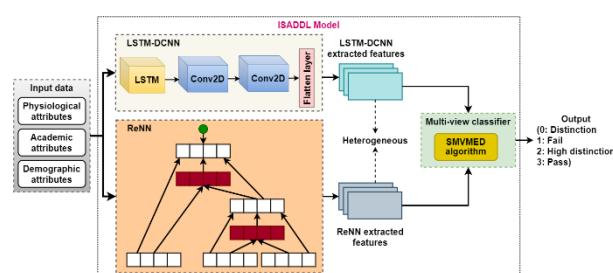 ISADDL Model
LSTM-DCNN
LSTM
Conv2D
Conv2D
Flatten layer
LSTM-DCNN
extracted features
Input data
Physiological
attributes
Academic
attributes
Demographic
attributes
ReNN
Heterogeneous
ReNN extracted
features
Multi-view classifier
SMVMED
algorithm
Output
(0: Distinction
1: Fail
2: High distinction
3: Pass)